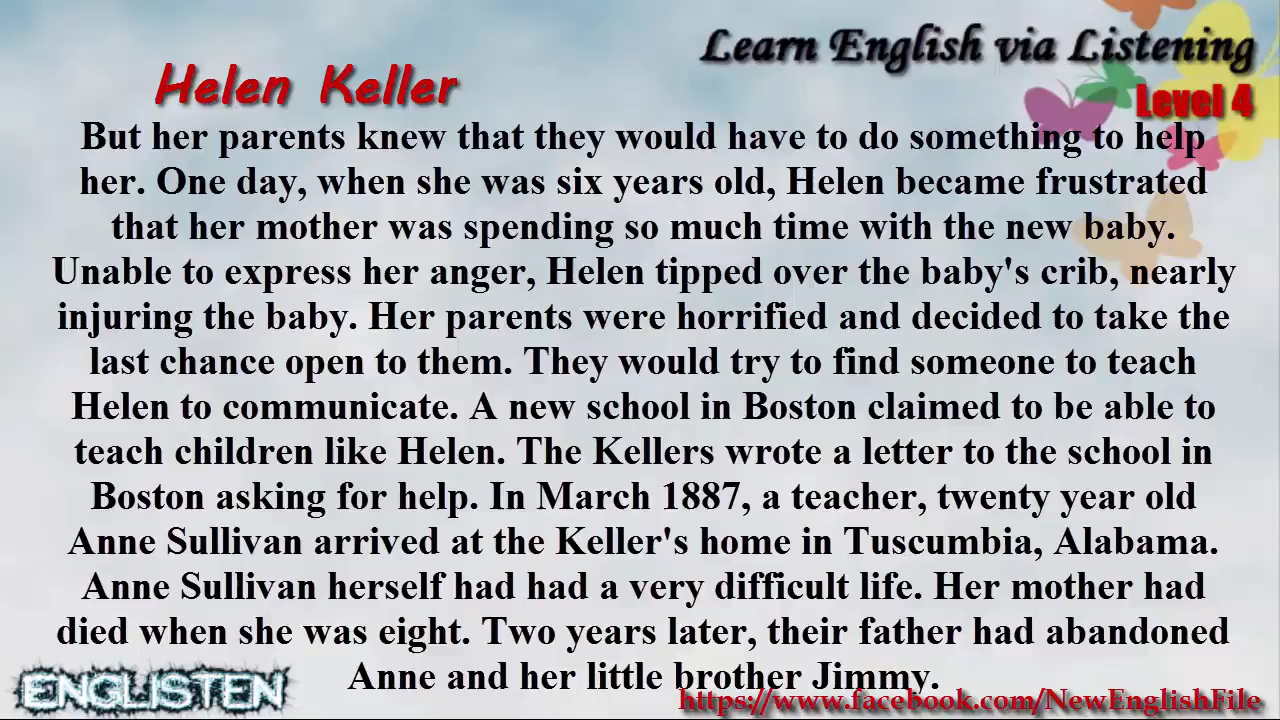 Learn English via Listening
Helen Keller
Level 4
But her parents knew that they would have to do something to help
her. One day, when she was six years old, Helen became frustrated
that her mother was spending so much time with the new baby.
Unable to express her anger, Helen tipped over the baby's crib, nearly
injuring the baby. Her parents were horrified and decided to take the
last chance open to them. They would try to find someone to teach
Helen to communicate. A new school in Boston claimed to be able to
teach children like Helen. The Kellers wrote a letter to the school in
Boston asking for help. In March 1887, a teacher, twenty year old
Anne Sullivan arrived at the Keller's home in Tuscumbia, Alabama.
Anne Sullivan herself had had a very difficult life. Her mother had
died when she was eight. Two years later, their father had abandoned
Anne and her little brother Jimmy.
ENGLISTEN
https://www.facebook.com/NewEnglishFile